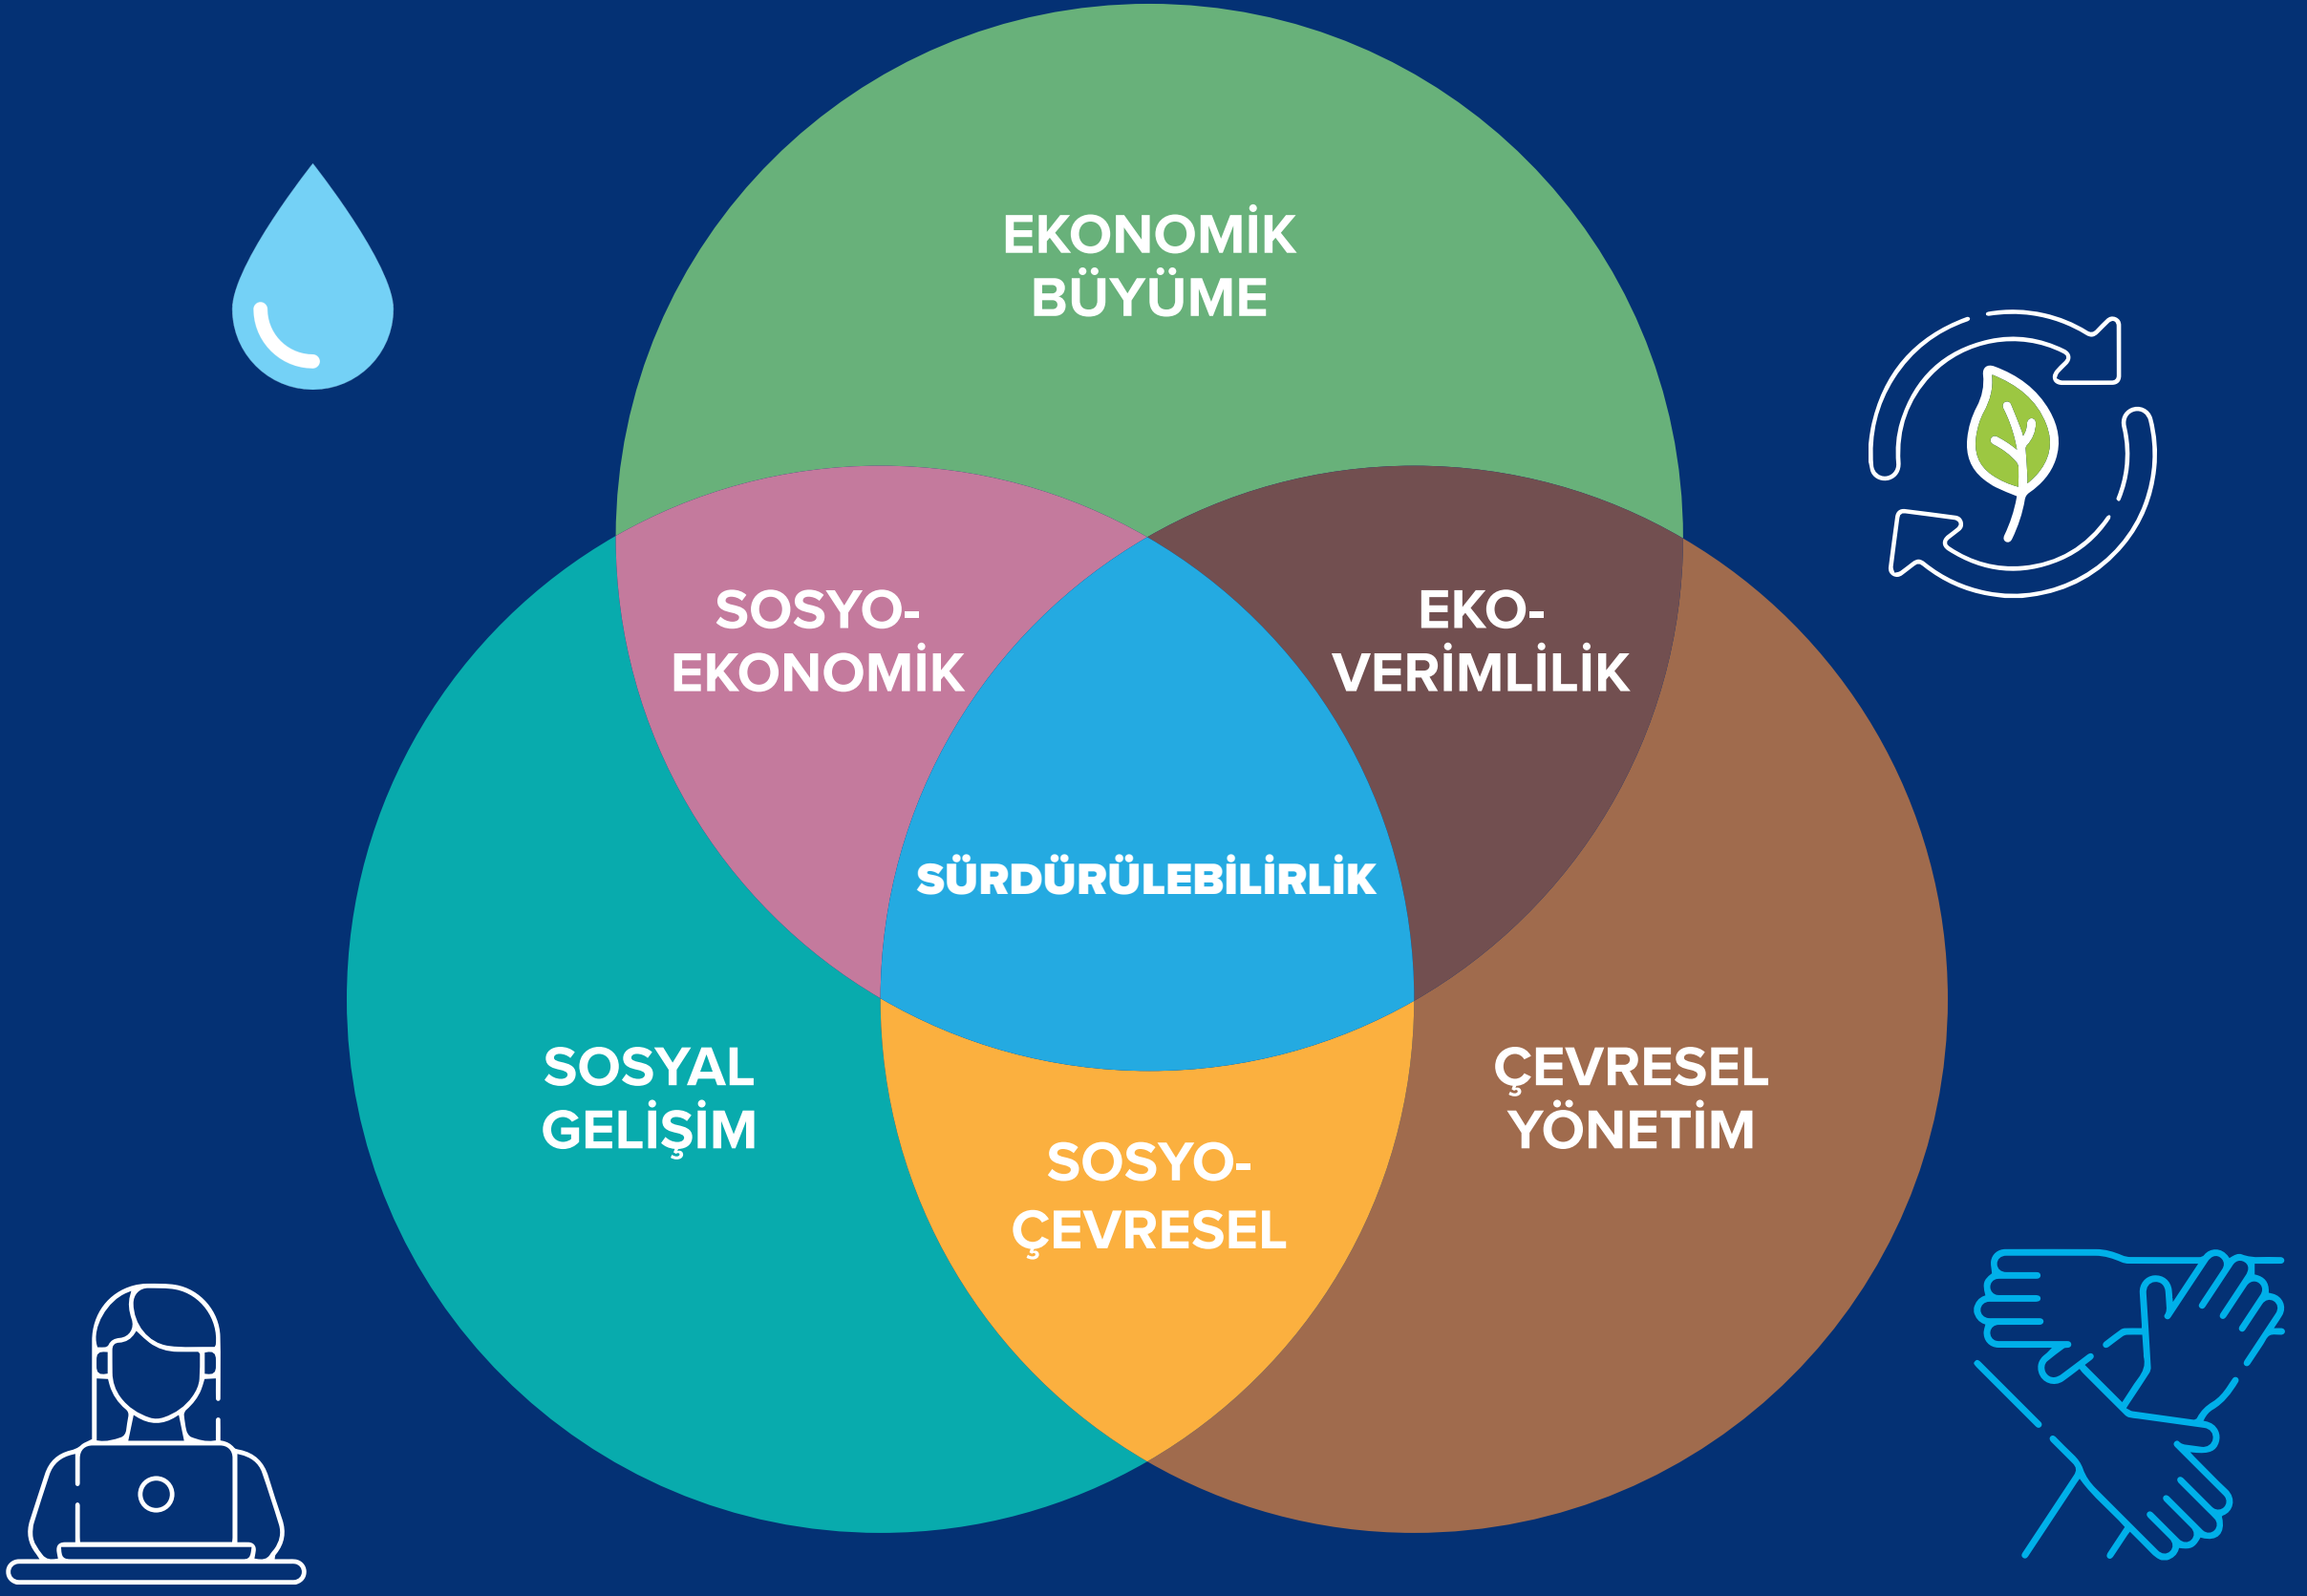 EKONOMİK
BÜYÜME
SOSYO-
EKONOMİK
EKO-
VERİMLİLİK
SÜRDÜRÜLEBİLİRLİK
SOSYAL
GELİŞİM
ÇEVRESEL
YÖNETİM
SOSYO-
ÇEVRESEL